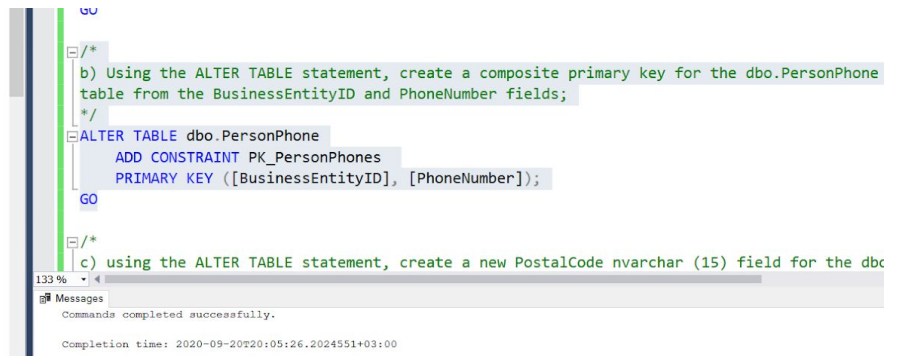 GO
/*
b) Using the ALTER TABLE statement, create a composite primary key for the dbo.PersonPhone
table from the BusinessEntityID and PhoneNumber fields;
*/
ALTER TABLE dbo.PersonPhone
ADD CONSTRAINT PK_PersonPhones
PRIMARY KEY ([BusinessEntityID], [PhoneNumber]);
GO
/*
c) using the ALTER TABLE statement, create a new PostalCode nvarchar (15) field for the dbo
133 %
Messages
Commands completed successfully.
Completion time: 2020-09-20T20:05:26.2024551+03:00